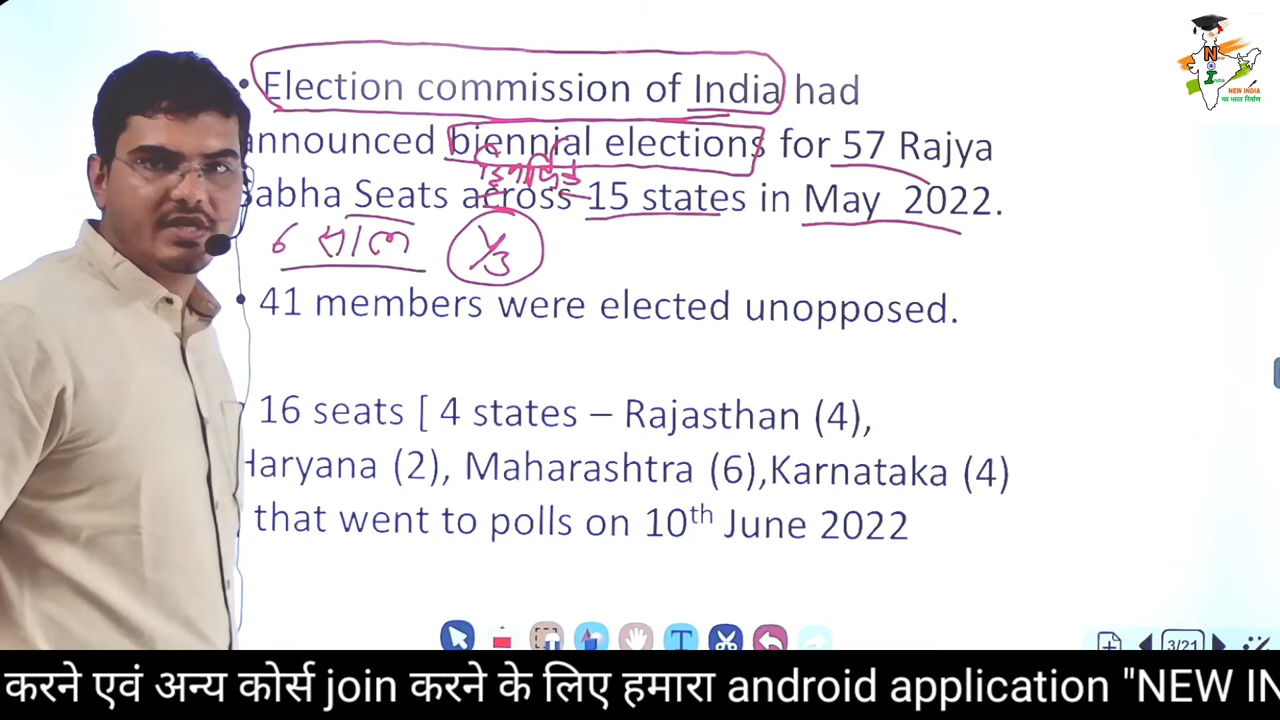 • Election commission of India had
announced biennial elections for 57 Rajya
Sabha Seats across 15 states in May 2022.
6 साल 1/3
• 41 members were elected unopposed.
16 seats [ 4 states – Rajasthan (4),
Haryana (2), Maharashtra (6),Karnataka (4)
that went to polls on 10th June 2022
NEW INDIA
नव भारत निर्माण
T
3/21
करने एवं अन्य कोर्स join करने के लिए हमारा android application "NEW IN